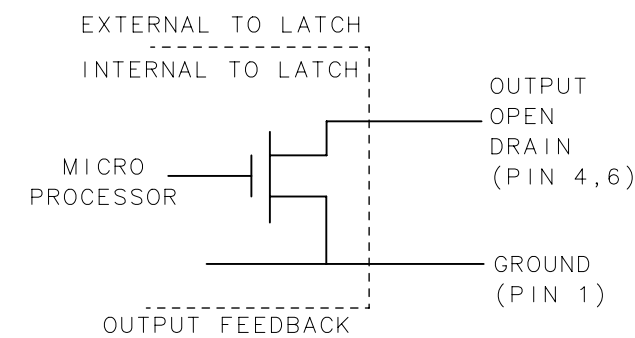 EXTERNAL TO LATCH
INTERNAL TO LATCH
OUTPUT
OPEN
DRAIN
(PIN 4,6)
MICRO
PROCESSOR
GROUND
(PIN 1)
OUTPUT FEEDBACK